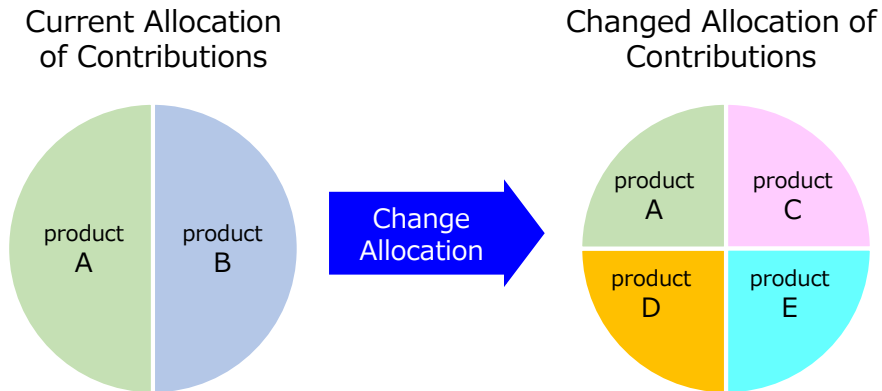 Current Allocation
of Contributions
product
A
product
B
Change
Allocation
Changed Allocation of
Contributions
product
A
product
C
product
D
product
E